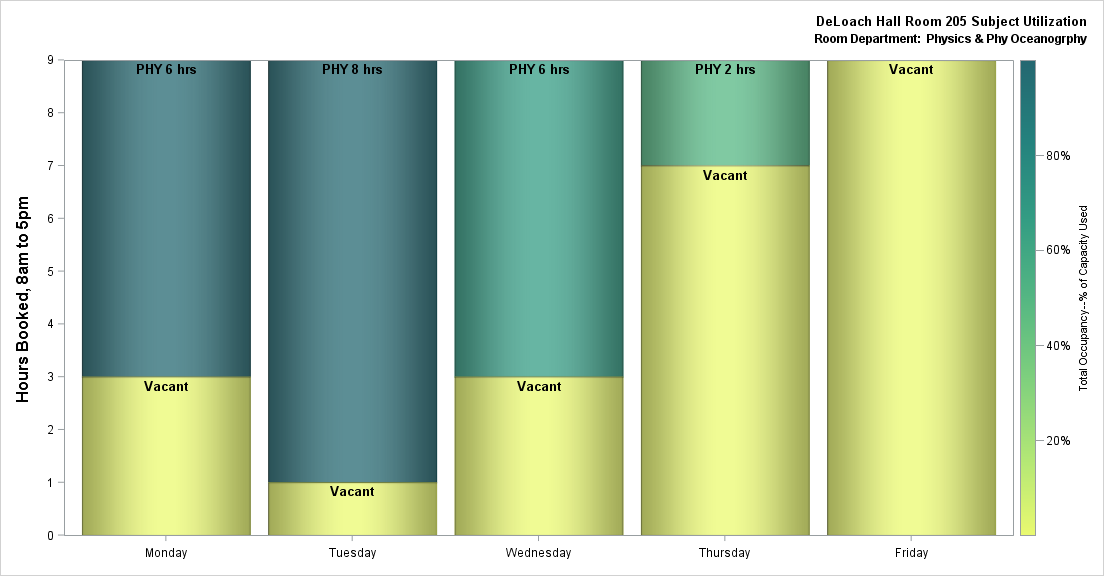 DeLoach Hall Room 205 Subject Utilization
Room Department: Physics & Phy Oceanogrphy
Hours Booked, 8am to 5pm
9
8
7
6
5
4
3
2
1
0
PHY 6 hrs
Vacant
PHY 8 hrs
Vacant
PHY 6 hrs
Vacant
PHY 2 hrs
Vacant
Vacant
Monday
Tuesday
Wednesday
Thursday
Friday
80%
60%
40%
20%
Total Occupancy--% of Capacity Used